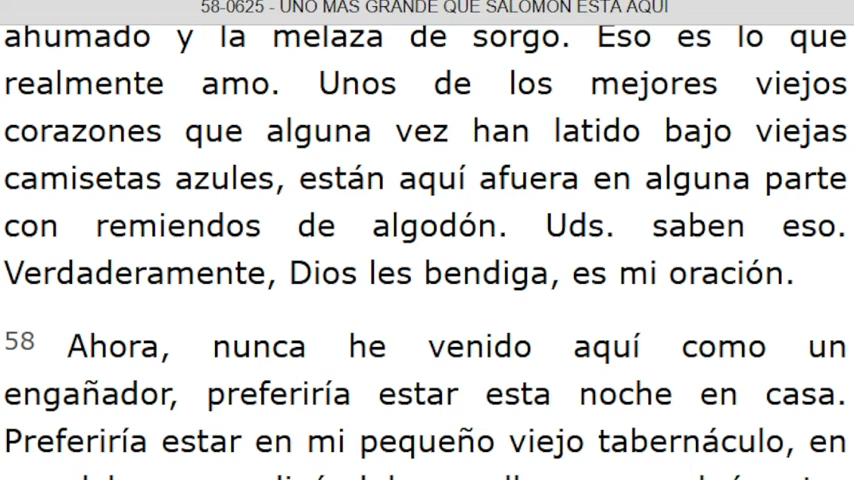 58-0625 - UNO MAS GRANDE QUE SALOMON ESTA AQUI
ahumado y la melaza de sorgo. Eso es lo que
realmente amo. Unos de los mejores viejos
corazones que alguna vez han latido bajo viejas
camisetas azules, están aquí afuera en alguna parte
con remiendos de algodón. Uds. saben eso.
Verdaderamente, Dios les bendiga, es mi oración.
58 Ahora, nunca he venido aquí como un
engañador, preferiría estar esta noche en casa.
Preferiría estar en mi pequeño viejo tabernáculo, en